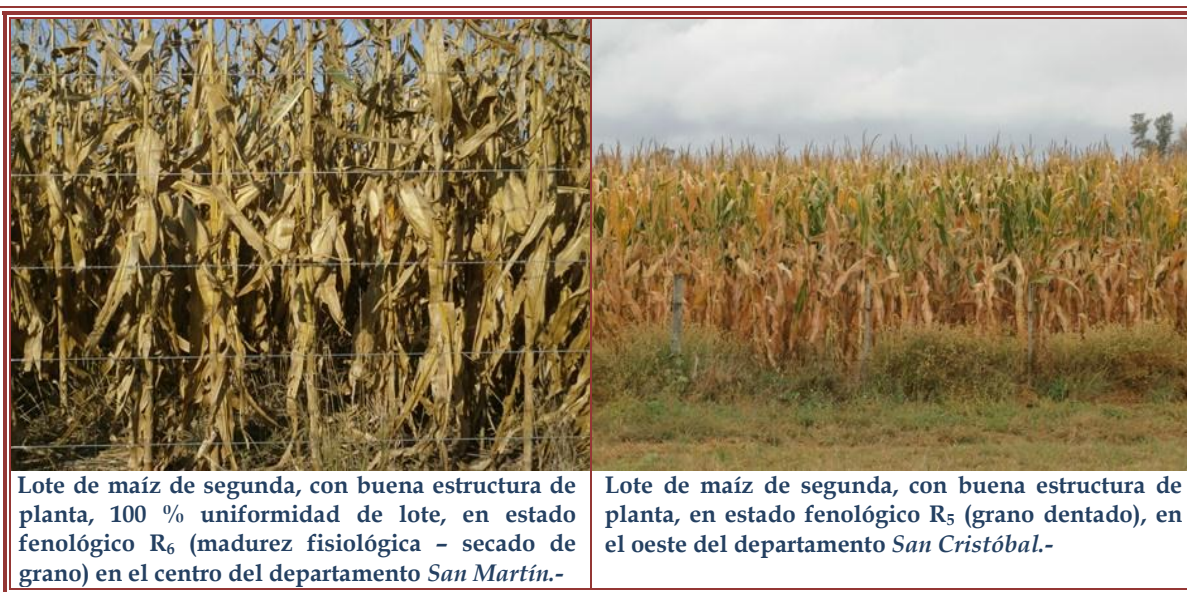 Lote de maíz de segunda, con buena estructura de
planta, 100 % uniformidad de lote, en estado
fenológico R₆ (madurez fisiológica – secado de
grano) en el centro del departamento San Martín.-
Lote de maíz de segunda, con buena estructura de
planta, en estado fenológico R₅ (grano dentado), en
el oeste del departamento San Cristóbal.-